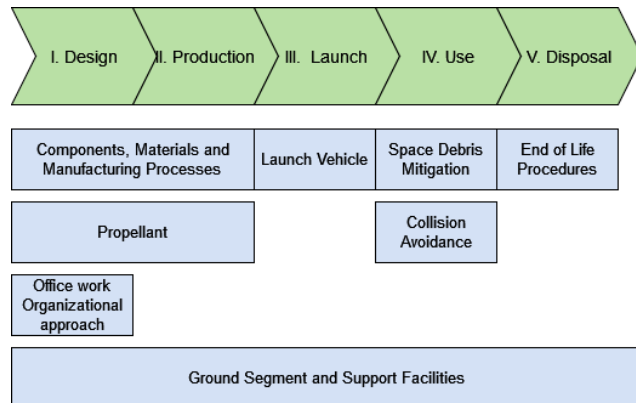 I. Design
II. Production
III. Launch
IV. Use
V. Disposal
Components, Materials and
Manufacturing Processes
Launch Vehicle
Space Debris
Mitigation
End of Life
Procedures
Propellant
Collision
Avoidance
Office work
Organizational
approach
Ground Segment and Support Facilities